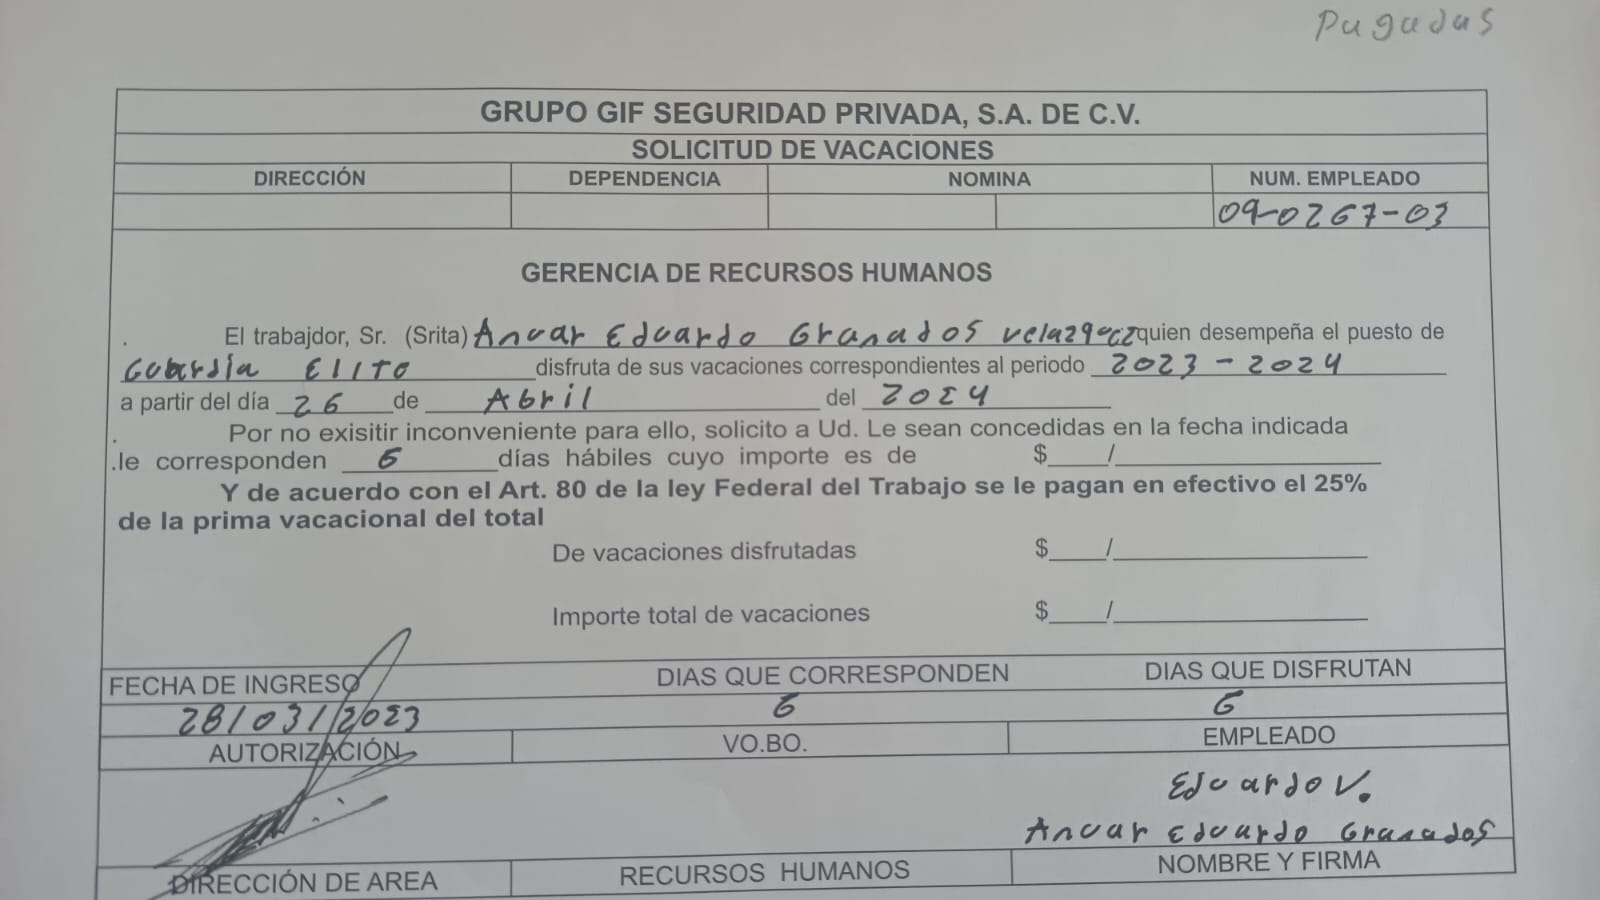 Pagadas
GRUPO GIF SEGURIDAD PRIVADA, S.A. DE C.V.
SOLICITUD DE VACACIONES
DIRECCIÓN DEPENDENCIA NOMINA NUM. EMPLEADO
09-0267-03
GERENCIA DE RECURSOS HUMANOS
. El trabajdor, Sr. (Srita) Anuar Eduardo Granados Velazquez quien desempeña el puesto de
Guardia Elite disfruta de sus vacaciones correspondientes al periodo 2023 - 2024
a partir del día 26 de Abril del 2024
. Por no exisitir inconveniente para ello, solicito a Ud. Le sean concedidas en la fecha indicada
.le corresponden 6 días hábiles cuyo importe es de $____/____
Y de acuerdo con el Art. 80 de la ley Federal del Trabajo se le pagan en efectivo el 25%
de la prima vacacional del total
De vacaciones disfrutadas $____/____
Importe total de vacaciones $____/____
FECHA DE INGRESO DIAS QUE CORRESPONDEN DIAS QUE DISFRUTAN
28/03/2023 6 6
AUTORIZACIÓN VO.BO. EMPLEADO
Eduardo V.
Anuar Eduardo Granados
DIRECCIÓN DE AREA RECURSOS HUMANOS NOMBRE Y FIRMA